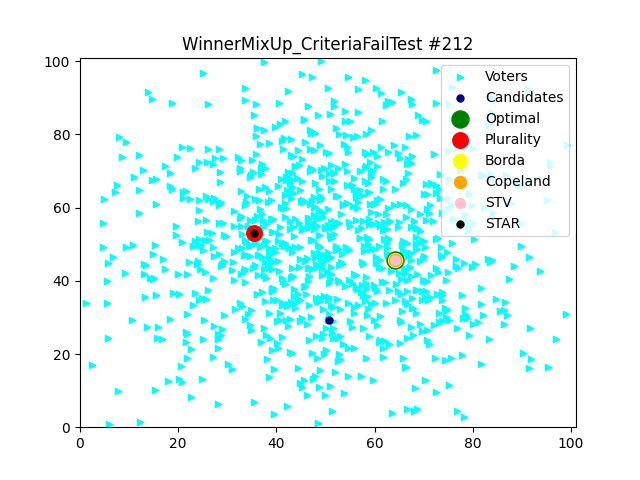 WinnerMixUp_CriteriaFailTest #212
100
80
60
40
20
0
0 20 40 60 80 100
Voters
Candidates
Optimal
Plurality
Borda
Copeland
STV
STAR